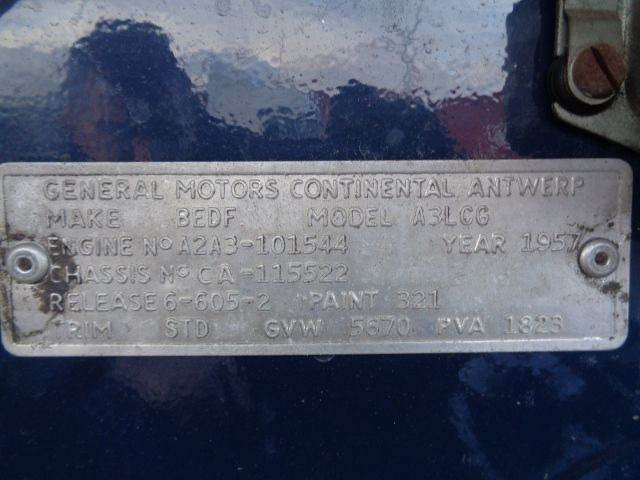 GENERAL MOTORS CONTINENTAL ANTWERP
MAKE BEDF MODEL A3LCG
ENGINE No A2A3-101544 YEAR 1957
CHASSIS No CA-115522
RELEASE 6-605-2 PAINT 321
TRIM STD GVW 5670 PVA 1823